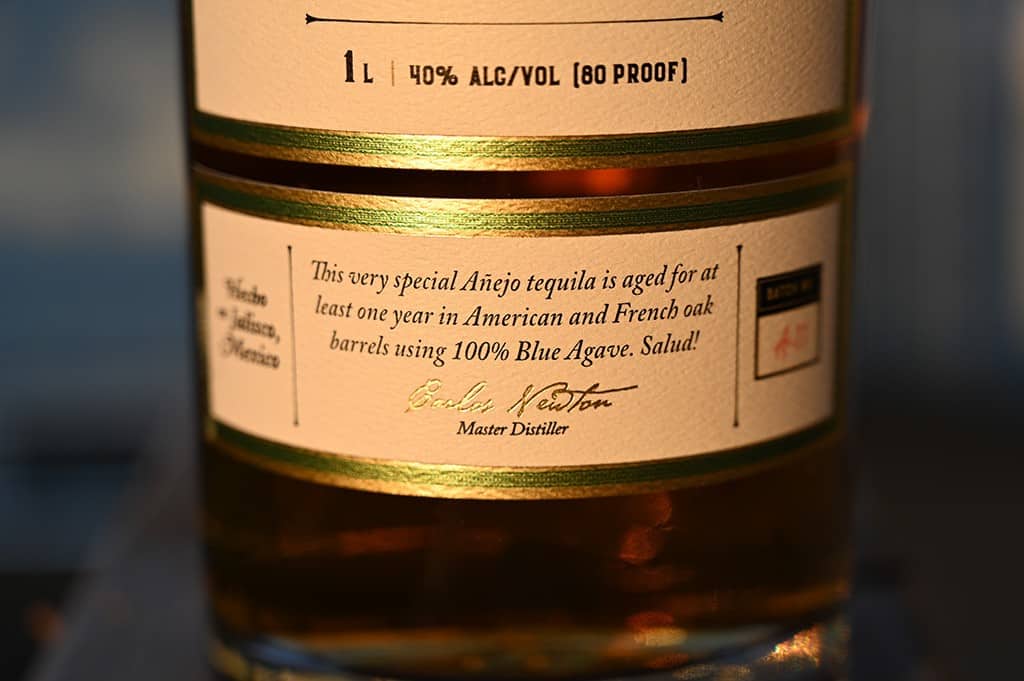 1 L | 40% ALC/VOL (80 PROOF)
This very special Añejo tequila is aged for at
least one year in American and French oak
barrels using 100% Blue Agave. Salud!
Carlos Newton
Master Distiller
Hecho
en Jalisco,
Mexico
BATCH NO